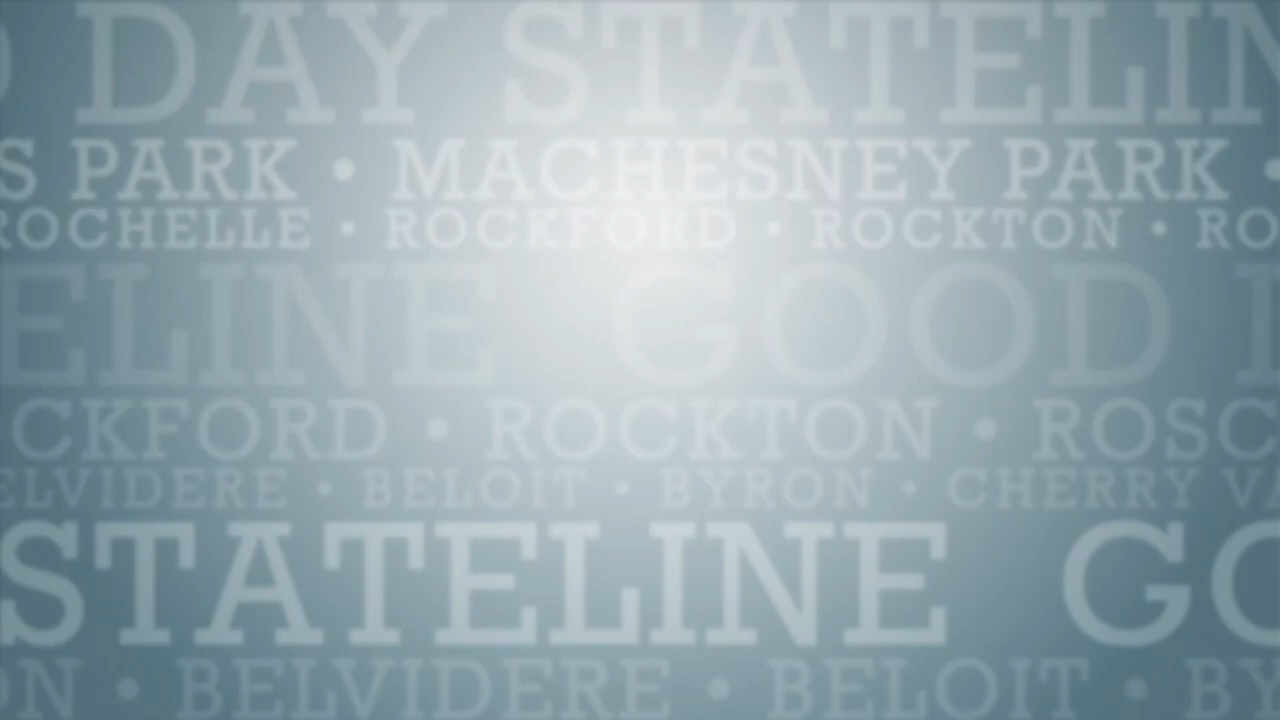 DAY STATELIN
S PARK • MACHESNEY PARK •
ROCHELLE • ROCKFORD • ROCKTON • RO
ELINE GOOD D
CKFORD • ROCKTON • ROSC
ELVIDERE • BELOIT • BYRON • CHERRY VA
STATELINE GO
ON • BELVIDERE • BELOIT • BY